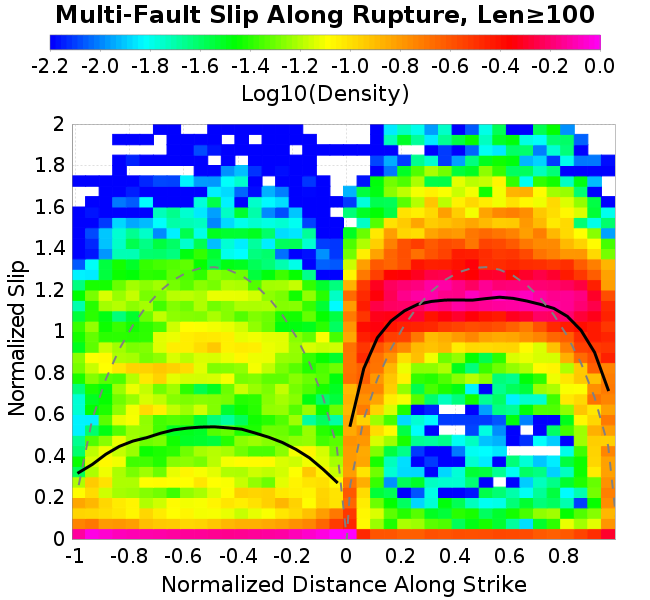 Multi-Fault Slip Along Rupture, Len≥100
-2.2 -2.0 -1.8 -1.6 -1.4 -1.2 -1.0 -0.8 -0.6 -0.4 -0.2 0.0
Log10(Density)
2
1.8
1.6
1.4
1.2
1
0.8
0.6
0.4
0.2
0
Normalized Slip
-1 -0.8 -0.6 -0.4 -0.2 0 0.2 0.4 0.6 0.8
Normalized Distance Along Strike